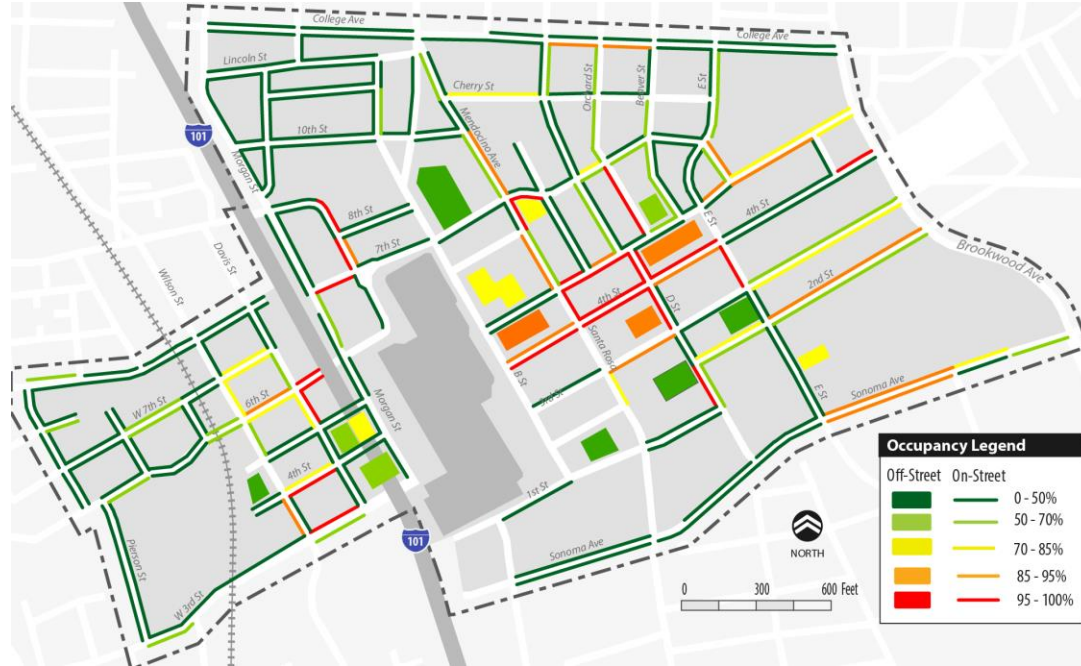 College Ave
College Ave
Lincoln St
Cherry St
Orchard St
Beaver St
E St
10th St
Mendocino Ave
101
Morgan St
8th St
7th St
4th St
E St
Brookwood Ave
Davis St
Wilson St
2nd St
4th St
D St
Santa Rosa
B St
3rd St
E St
Sonoma Ave
6th St
W 7th St
Morgan St
4th St
1st St
101
Sonoma Ave
Pierson St
W 3rd St
NORTH
0 300 600 Feet
Occupancy Legend
Off-Street On-Street
0 - 50%
50 - 70%
70 - 85%
85 - 95%
95 - 100%